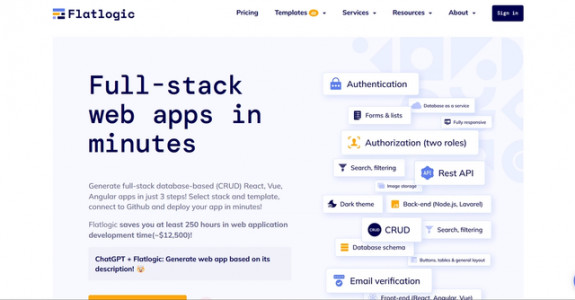 Flatlogic
Pricing
Templates
Services
Resources
About
Sign in
Full-stack
web apps in
minutes
Generate full-stack database-based (CRUD) React, Vue,
Angular apps in just 3 steps! Select stack and template,
connect to Github and deploy your app in minutes!
Flatlogic saves you at least 250 hours in web application
development time(~$12,500)!
ChatGPT + Flatlogic: Generate web app based on its
description! 🤯
Authentication
Database as a service
Forms & lists
Fully responsive
Authorization (two roles)
Search, filtering
API
Rest API
Image storage
Dark theme
Back-end (Node.js, Laravel)
CRUD
CRUD
Search, filtering
Database schema
Buttons, tables & general layout
Email verification
Front-end (React, Angular, Vue)